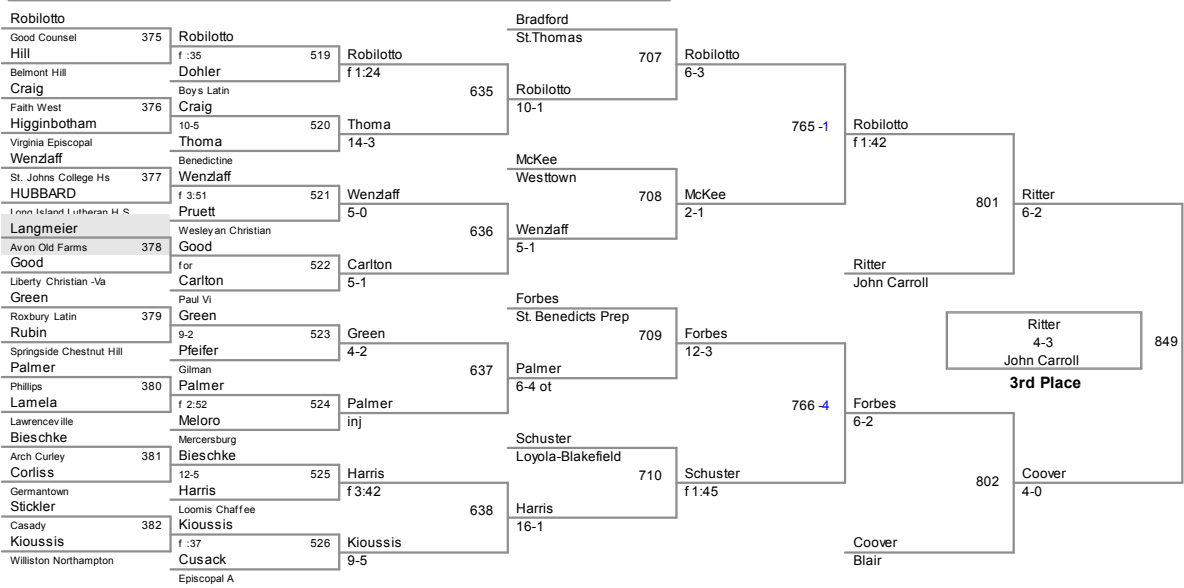 Robilotto
Good Counsel 375
Hill
Belmont Hill
Craig
Faith West 376
Higginbotham
Virginia Episcopal
Wenzlaff
St. Johns College Hs 377
HUBBARD
Long Island Lutheran H.S.
Langmeier
Avon Old Farms 378
Good
Liberty Christian -Va
Green
Roxbury Latin 379
Rubin
Springside Chestnut Hill
Palmer
Phillips 380
Lamela
Lawrenceville
Bieschke
Arch Curley 381
Corliss
Germantown
Stickler
Casady 382
Kioussis
Williston Northampton
Robilotto
f :35 519
Dohler
Boys Latin
Craig
10-5 520
Thoma
Benedictine
Wenzlaff
f 3:51 521
Pruett
Wesleyan Christian
Good
for 522
Carlton
Paul Vi
Green
9-2 523
Pfeifer
Gilman
Palmer
f 2:52 524
Meloro
Mercersburg
Bieschke
12-5 525
Harris
Loomis Chaffee
Kioussis
f :37 526
Cusack
Episcopal A
Robilotto
f 1:24
635
Thoma
14-3
Wenzlaff
5-0
636
Carlton
5-1
Green
4-2
637
Palmer
inj
Harris
f 3:42
638
Kioussis
9-5
Bradford
St.Thomas
707
Robilotto
10-1
McKee
Westtown
708
Wenzlaff
5-1
Forbes
St. Benedicts Prep
709
Palmer
6-4 ot
Schuster
Loyola-Blakefield
710
Harris
16-1
Robilotto
6-3
765 -1
McKee
2-1
Forbes
12-3
766 -4
Schuster
f 1:45
Robilotto
f 1:42
801
Ritter
John Carroll
Forbes
6-2
802
Coover
Blair
Ritter
6-2
849
Coover
4-0
Ritter
4-3
John Carroll
3rd Place